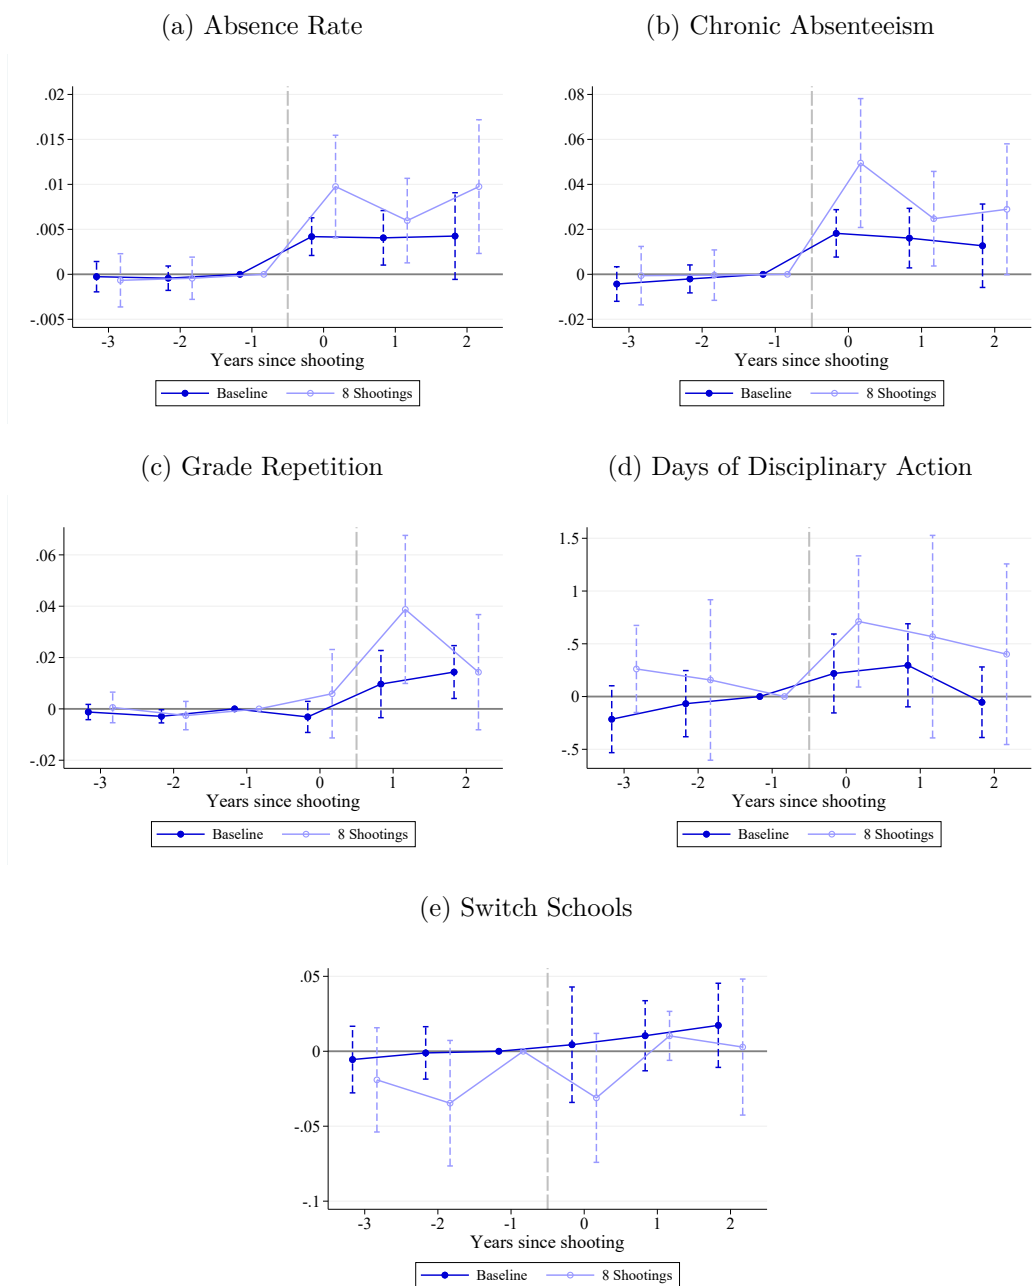 (a) Absence Rate
(b) Chronic Absenteeism
.02
.015
.01
.005
0
-.005
-3 -2 -1 0 1 2
Years since shooting
Baseline 8 Shootings
.08
.06
.04
.02
0
-.02
-3 -2 -1 0 1 2
Years since shooting
Baseline 8 Shootings
(c) Grade Repetition
(d) Days of Disciplinary Action
.06
.04
.02
0
-.02
-3 -2 -1 0 1 2
Years since shooting
Baseline 8 Shootings
1.5
1
.5
0
-.5
-3 -2 -1 0 1 2
Years since shooting
Baseline 8 Shootings
(e) Switch Schools
.05
0
-.05
-.1
-3 -2 -1 0 1 2
Years since shooting
Baseline 8 Shootings